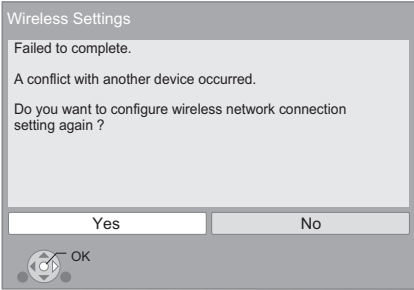 Wireless Settings
Failed to complete.
A conflict with another device occurred.
Do you want to configure wireless network connection
setting again ?
Yes
No
OK